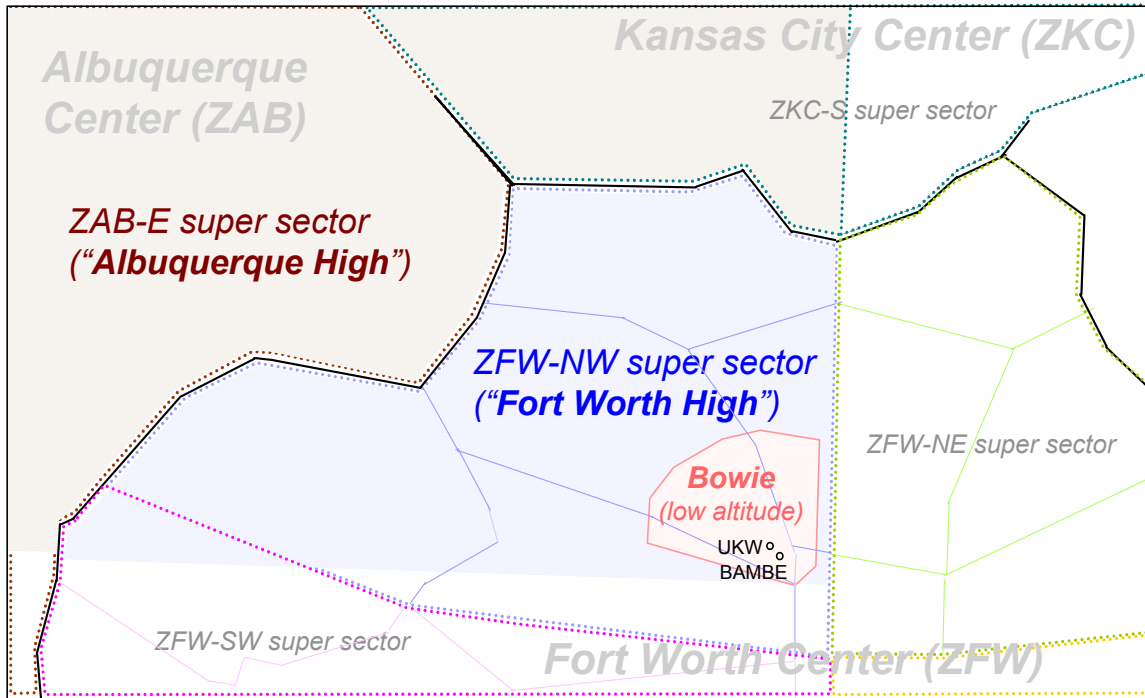 Kansas City Center (ZKC)
Albuquerque
Center (ZAB)
ZKC-S super sector
ZAB-E super sector
(“Albuquerque High”)
ZFW-NW super sector
(“Fort Worth High”)
ZFW-NE super sector
Bowie
(low altitude)
UKW
BAMBE
ZFW-SW super sector
Fort Worth Center (ZFW)